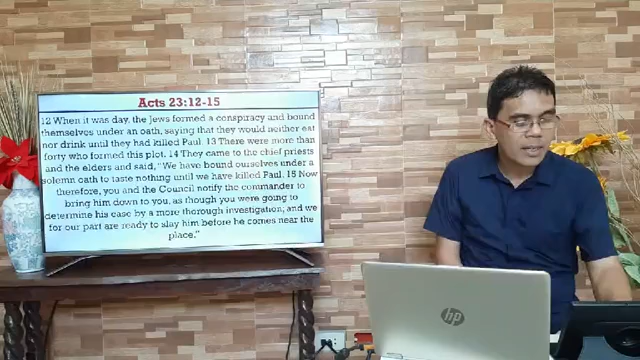 Acts 23:12-15
12 When it was day, the Jews formed a conspiracy and bound
themselves under an oath, saying that they would neither eat
nor drink until they had killed Paul. 13 There were more than
forty who formed this plot. 14 They came to the chief priests
and the elders and said, "We have bound ourselves under a
solemn oath to taste nothing until we have killed Paul. 15 Now
therefore, you and the Council notify the commander to
bring him down to you, as though you were going to
determine his case by a more thorough investigation; and we
for our part are ready to slay him before he comes near the
place."
hp